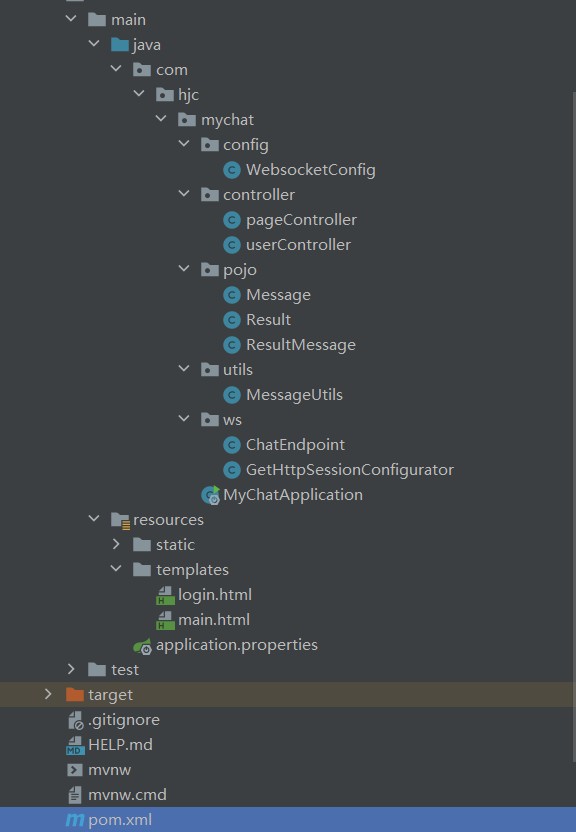 main
java
com
hjc
mychat
config
WebsocketConfig
controller
pageController
userController
pojo
Message
Result
ResultMessage
utils
MessageUtils
ws
ChatEndpoint
GetHttpSessionConfigurator
MyChatApplication
resources
static
templates
login.html
main.html
application.properties
test
target
.gitignore
HELP.md
mvnw
mvnw.cmd
pom.xml